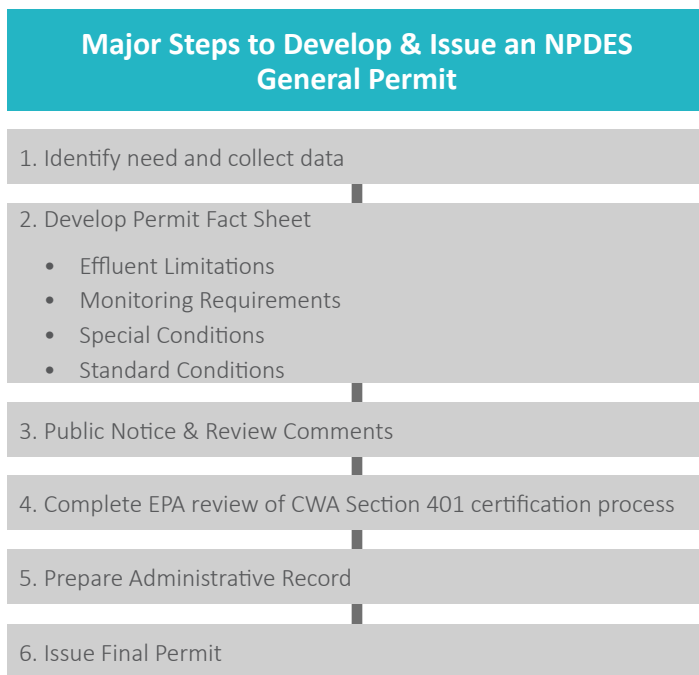 Major Steps to Develop & Issue an NPDES
General Permit
1. Identify need and collect data
2. Develop Permit Fact Sheet
• Effluent Limitations
• Monitoring Requirements
• Special Conditions
• Standard Conditions
3. Public Notice & Review Comments
4. Complete EPA review of CWA Section 401 certification process
5. Prepare Administrative Record
6. Issue Final Permit